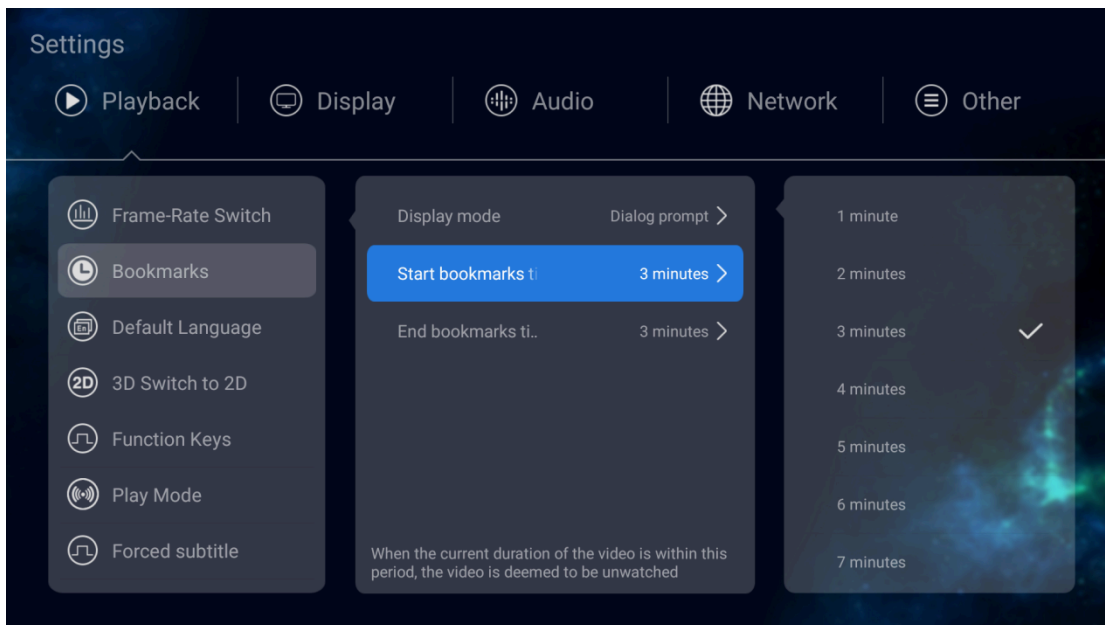 Settings
Playback
Display
Audio
Network
Other
Frame-Rate Switch
Bookmarks
Default Language
3D Switch to 2D
Function Keys
Play Mode
Forced subtitle
Display mode Dialog prompt
Start bookmarks ti 3 minutes
End bookmarks ti.. 3 minutes
When the current duration of the video is within this
period, the video is deemed to be unwatched
1 minute
2 minutes
3 minutes
4 minutes
5 minutes
6 minutes
7 minutes
En
2D